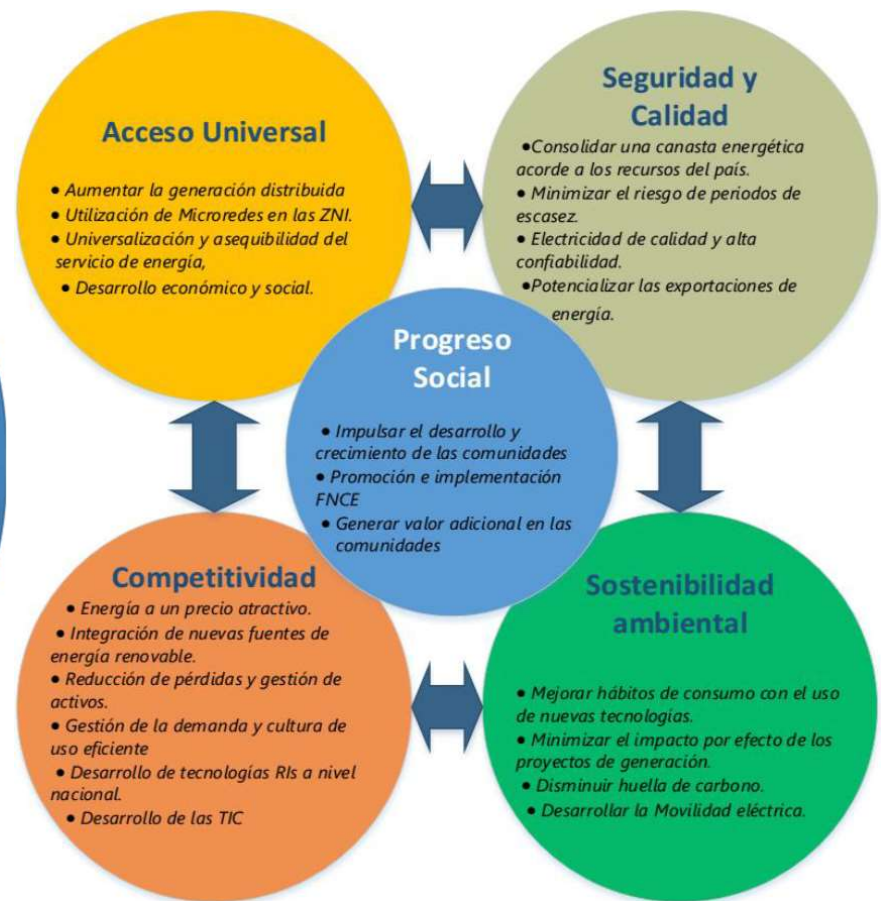 Acceso Universal
● Aumentar la generación distribuida
● Utilización de Microredes en las ZNI.
● Universalización y asequibilidad del
servicio de energía,
● Desarrollo económico y social.
Seguridad y
Calidad
●Consolidar una canasta energética
acorde a los recursos del país.
● Minimizar el riesgo de periodos de
escasez.
● Electricidad de calidad y alta
confiabilidad.
●Potencializar las exportaciones de
energía.
Progreso
Social
● Impulsar el desarrollo y
crecimiento de las comunidades
● Promoción e implementación
FNCE
● Generar valor adicional en las
comunidades
Competitividad
● Energía a un precio atractivo.
● Integración de nuevas fuentes de
energía renovable.
● Reducción de pérdidas y gestión de
activos.
● Gestión de la demanda y cultura de
uso eficiente
● Desarrollo de tecnologías RIs a nivel
nacional.
● Desarrollo de las TIC
Sostenibilidad
ambiental
● Mejorar hábitos de consumo con el uso
de nuevas tecnologías.
● Minimizar el impacto por efecto de los
proyectos de generación.
● Disminuir huella de carbono.
● Desarrollar la Movilidad eléctrica.